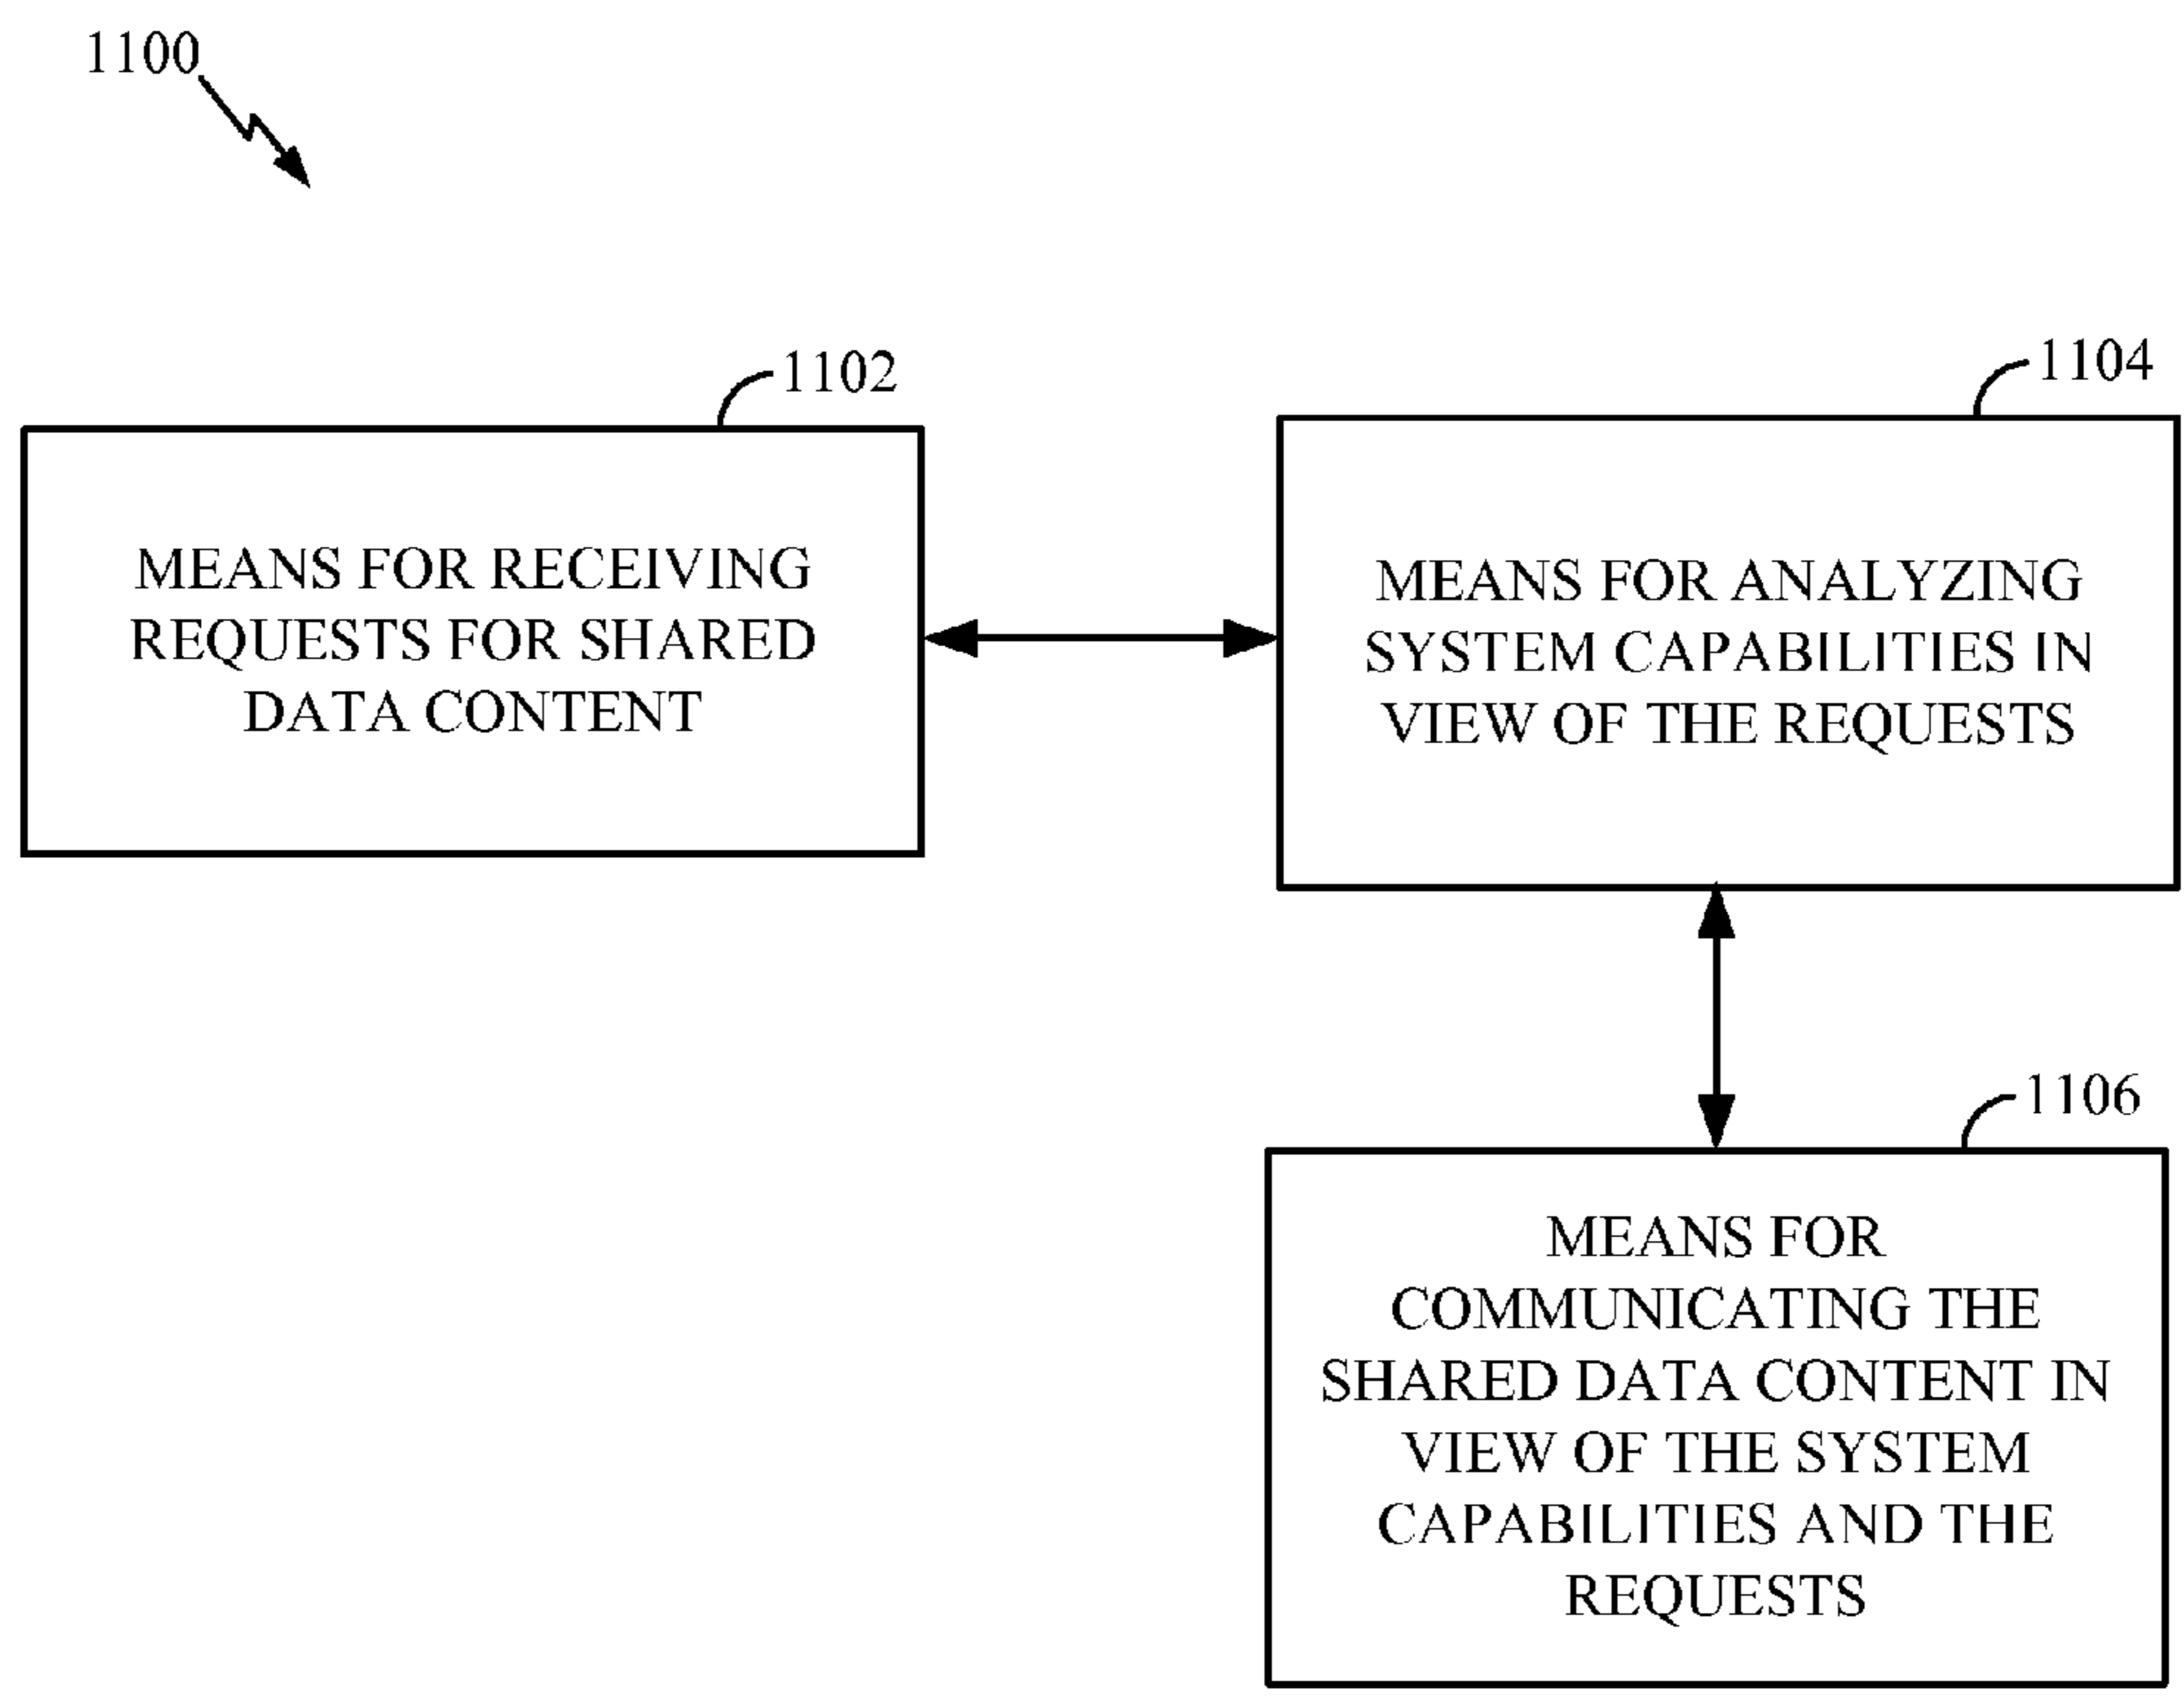 1100
1102
MEANS FOR RECEIVING
REQUESTS FOR SHARED
DATA CONTENT
1104
MEANS FOR ANALYZING
SYSTEM CAPABILITIES IN
VIEW OF THE REQUESTS
1106
MEANS FOR
COMMUNICATING THE
SHARED DATA CONTENT IN
VIEW OF THE SYSTEM
CAPABILITIES AND THE
REQUESTS